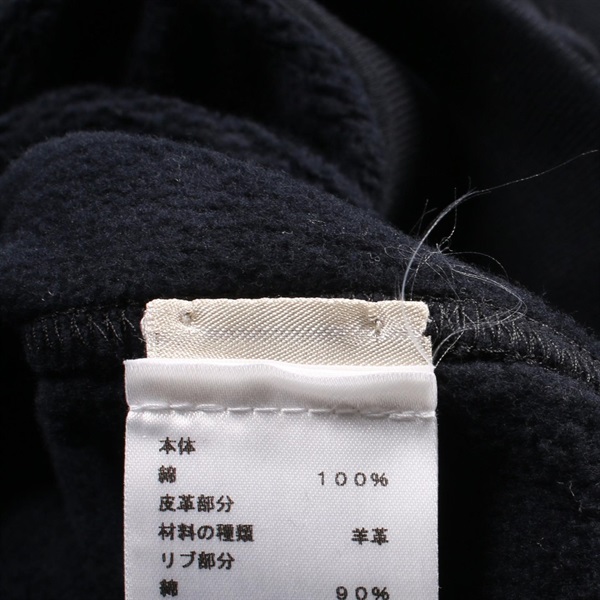 本体
綿 100%
皮革部分
材料の種類 羊革
リブ部分
綿 90%